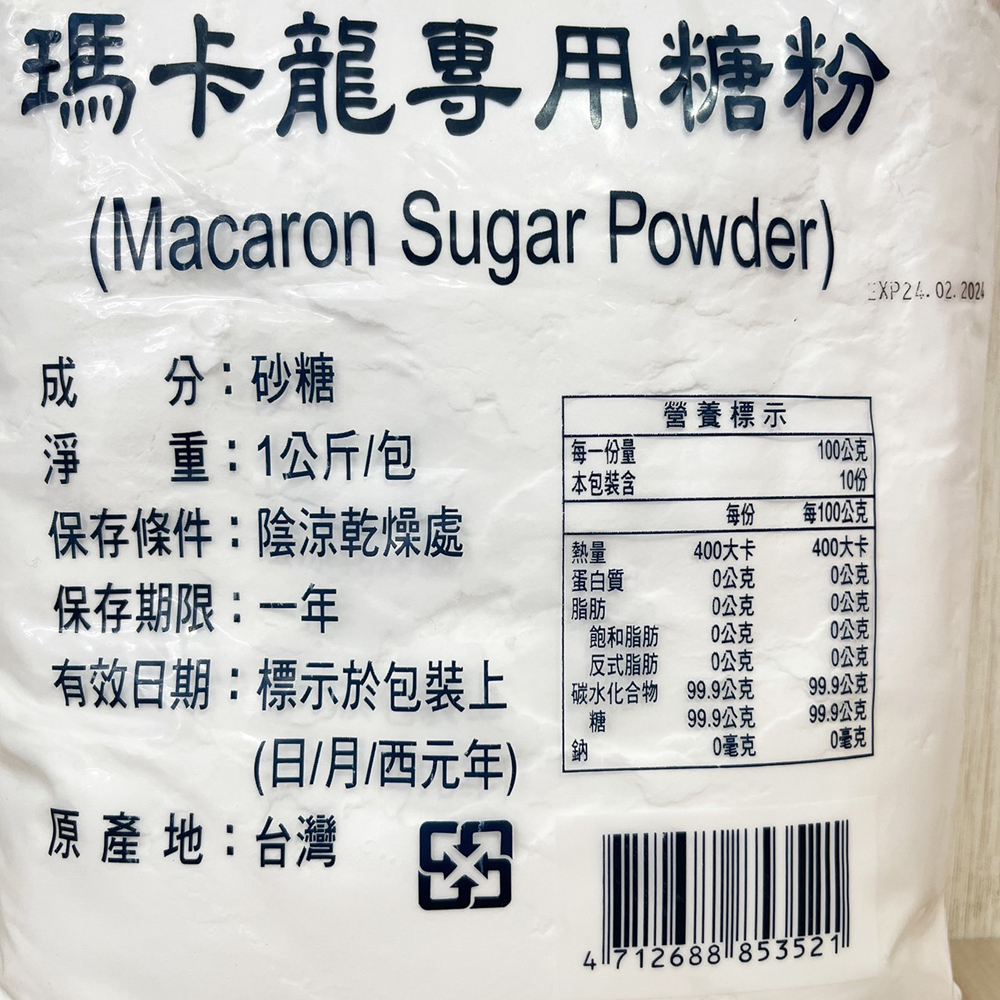 瑪卡龍專用糖粉
(Macaron Sugar Powder)
EXP24.02.2024
成分：砂糖
淨重：1公斤/包
保存條件：陰涼乾燥處
保存期限：一年
有效日期：標示於包裝上
(日/月/西元年)
原產地：台灣
營養標示
每一份量 100公克
本包裝含 10份
每份 每100公克
熱量 400大卡 400大卡
蛋白質 0公克 0公克
脂肪 0公克 0公克
飽和脂肪 0公克 0公克
反式脂肪 0公克 0公克
碳水化合物 99.9公克 99.9公克
糖 99.9公克 99.9公克
鈉 0毫克 0毫克
4 712688 853521